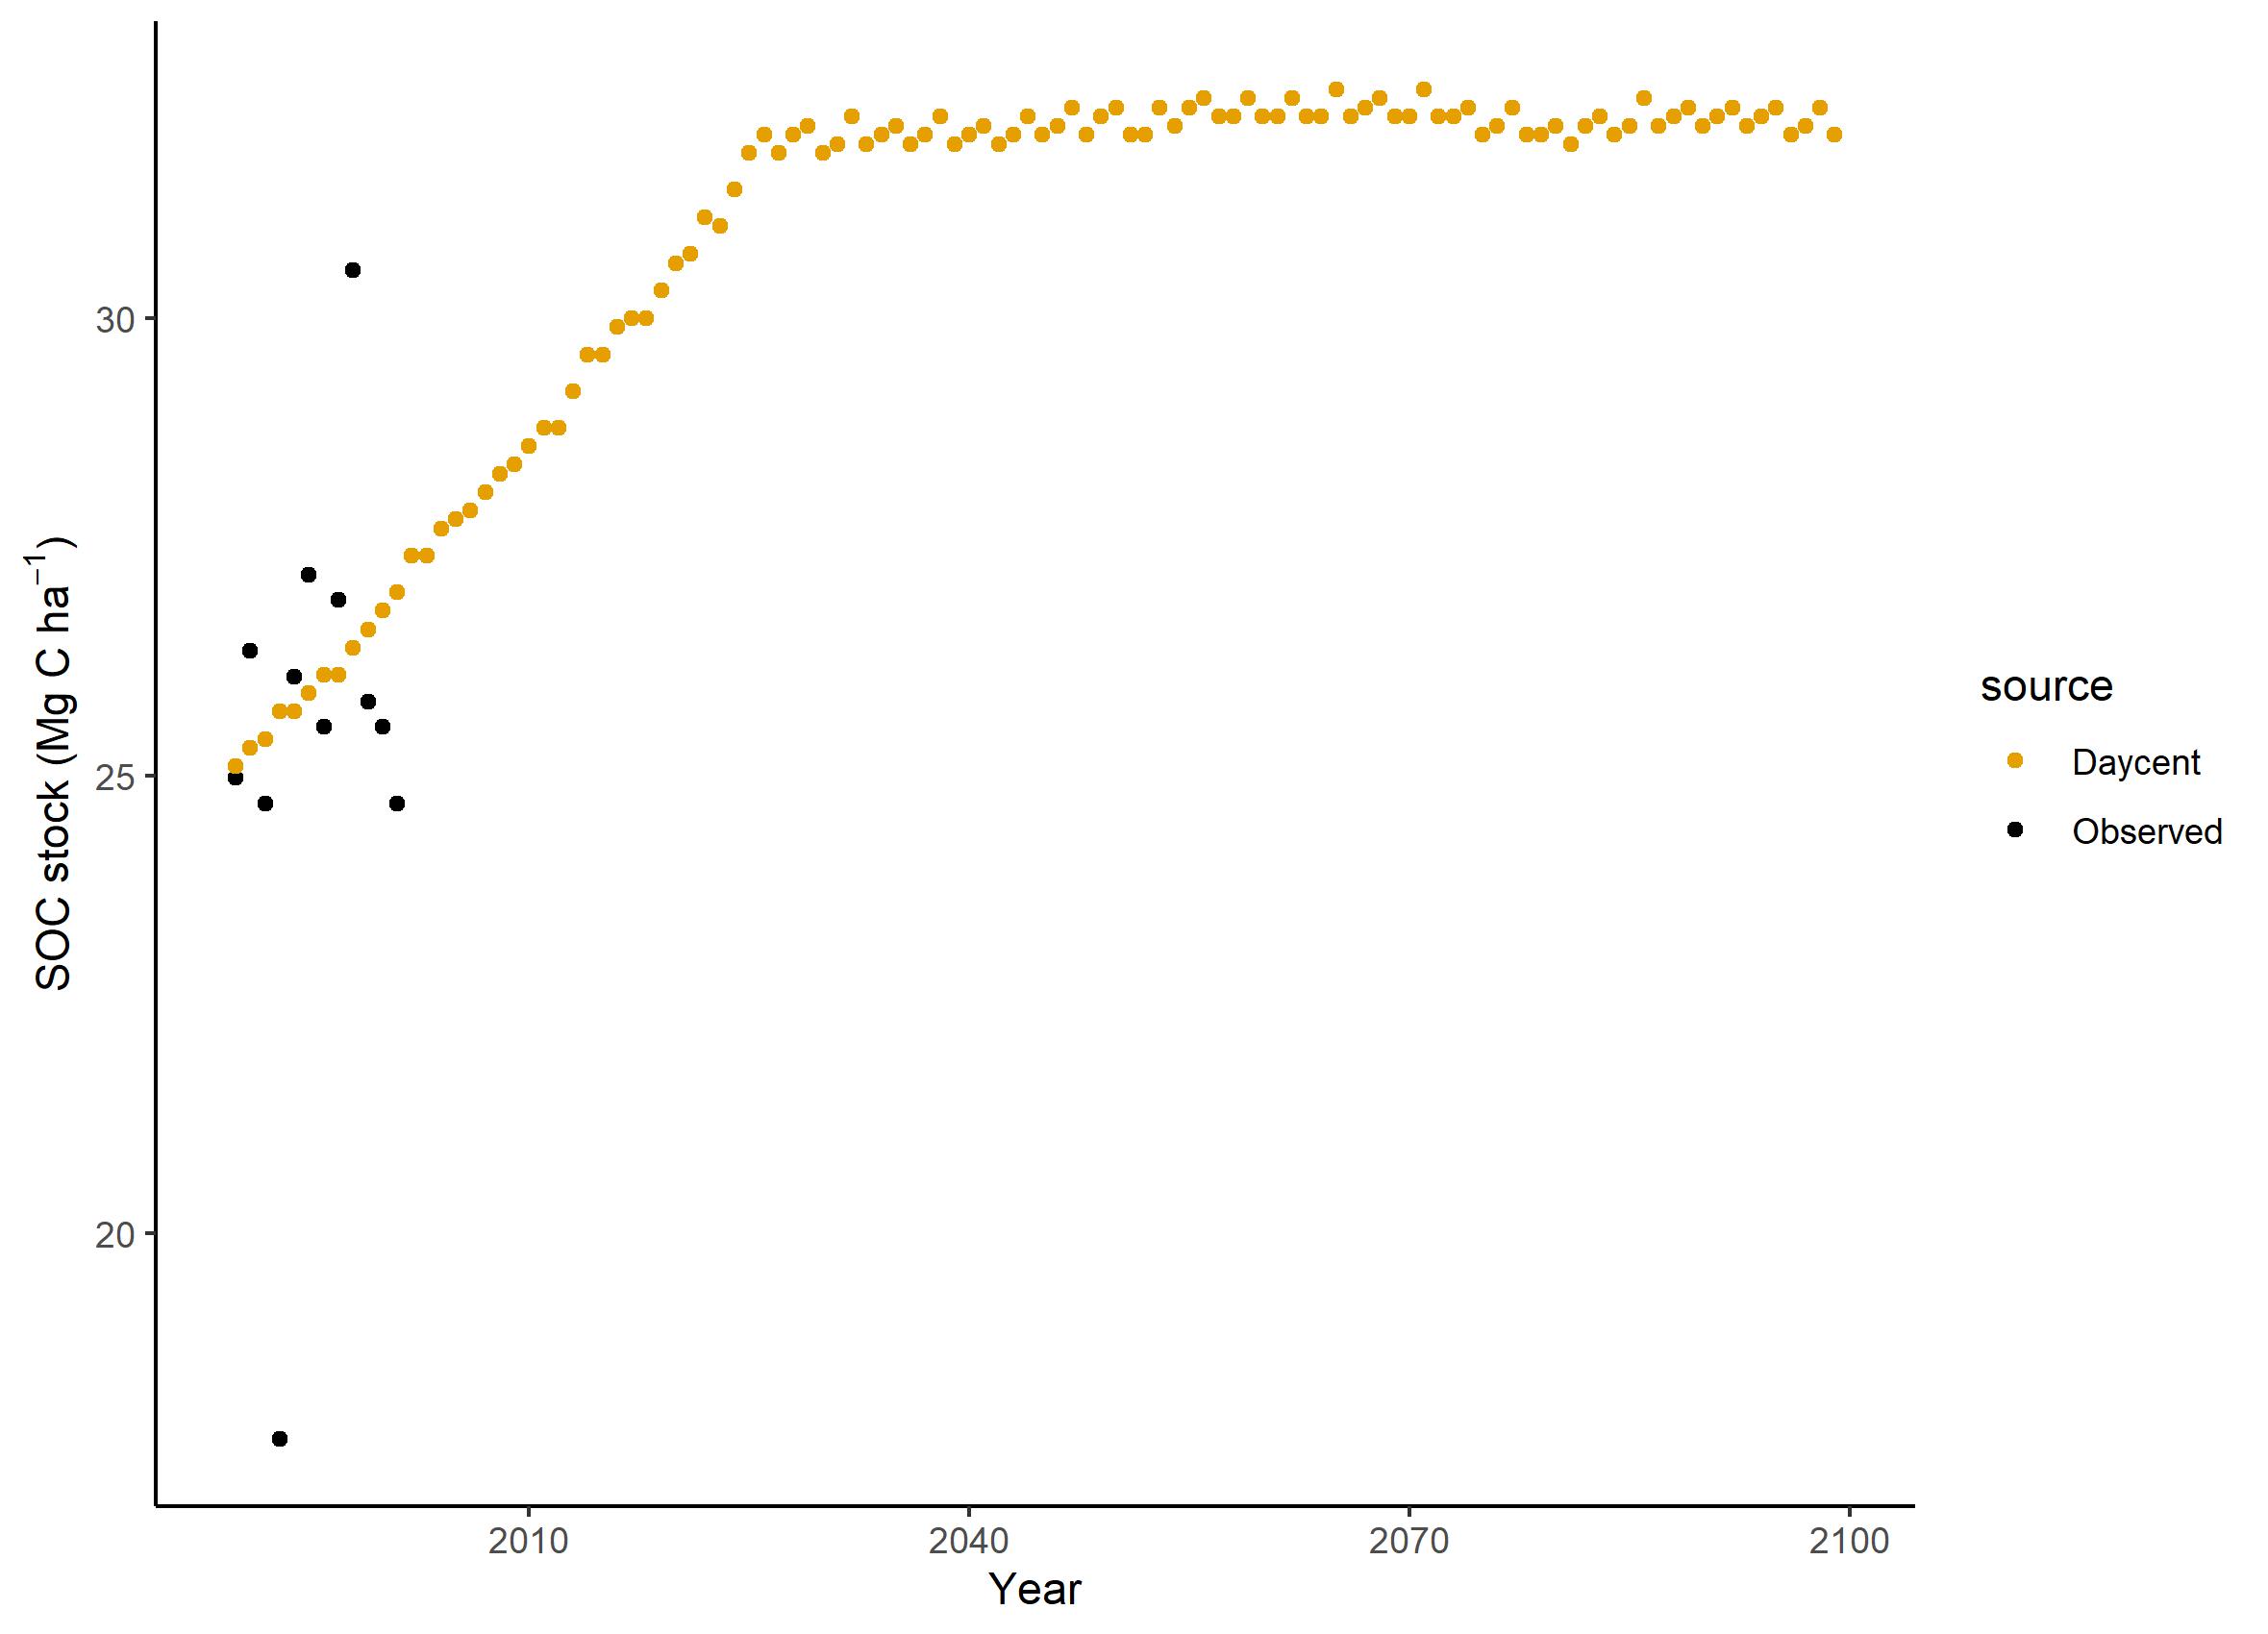 30
25
20
SOC stock (Mg C ha⁻¹)
2010 2040 2070 2100
Year
source
Daycent
Observed